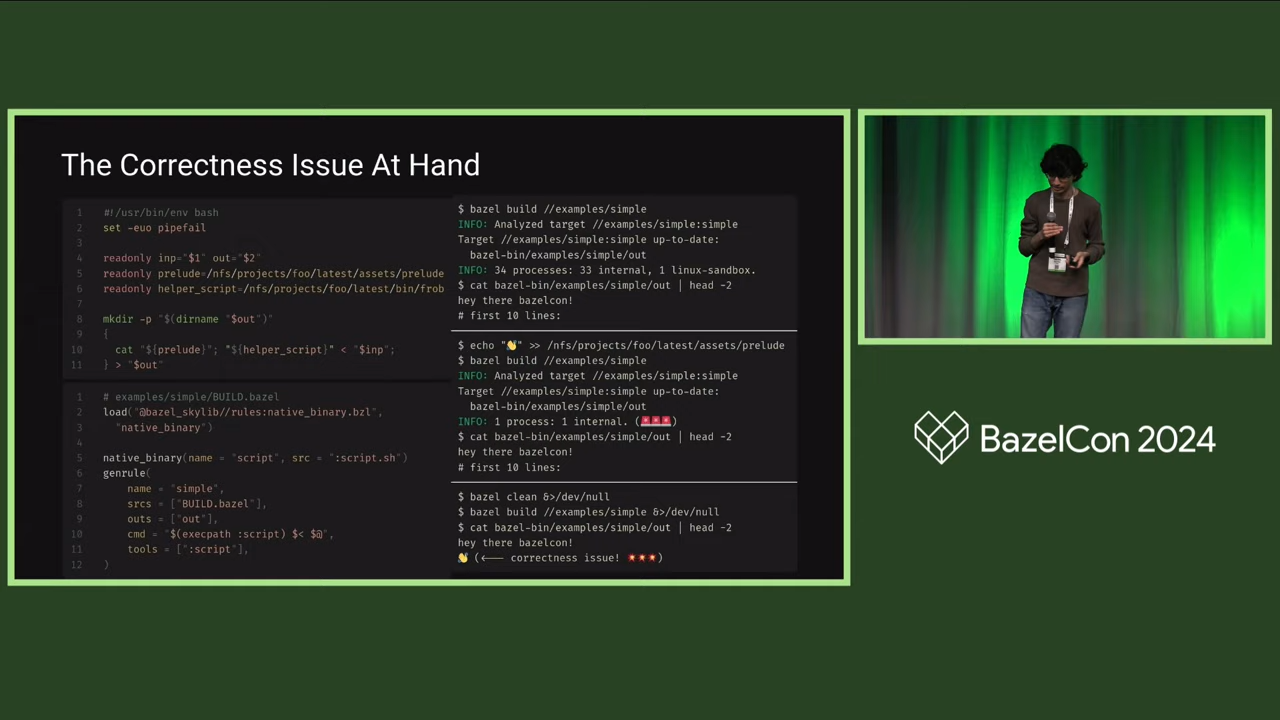 The Correctness Issue At Hand
1 #!/usr/bin/env bash
2 set -euo pipefail
3
4 readonly inp="$1" out="$2"
5 readonly prelude=/nfs/projects/foo/latest/assets/prelude
6 readonly helper_script=/nfs/projects/foo/latest/bin/frob
7
8 mkdir -p "$(dirname "$out")"
9 {
10 cat "${prelude}"; "${helper_script}" < "$inp";
11 } > "$out"
1 # examples/simple/BUILD.bazel
2 load("@bazel_skylib//rules:native_binary.bzl",
3 "native_binary")
4
5 native_binary(name = "script", src = ":script.sh")
6 genrule(
7 name = "simple",
8 srcs = ["BUILD.bazel"],
9 outs = ["out"],
10 cmd = "$(execpath :script) $< $@",
11 tools = [":script"],
12 )
$ bazel build //examples/simple
INFO: Analyzed target //examples/simple:simple
Target //examples/simple:simple up-to-date:
bazel-bin/examples/simple/out
INFO: 34 processes: 33 internal, 1 linux-sandbox.
$ cat bazel-bin/examples/simple/out | head -2
hey there bazelcon!
# first 10 lines:
$ echo "👋" >> /nfs/projects/foo/latest/assets/prelude
$ bazel build //examples/simple
INFO: Analyzed target //examples/simple:simple
Target //examples/simple:simple up-to-date:
bazel-bin/examples/simple/out
INFO: 1 process: 1 internal. (🚨🚨🚨)
$ cat bazel-bin/examples/simple/out | head -2
hey there bazelcon!
# first 10 lines:
$ bazel clean &>/dev/null
$ bazel build //examples/simple &>/dev/null
$ cat bazel-bin/examples/simple/out | head -2
hey there bazelcon!
👋 (<-- correctness issue! 💥💥💥)
BazelCon 2024